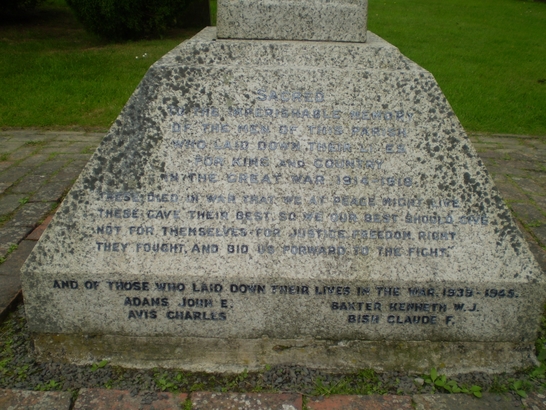 SACRED
TO THE IMPERISHABLE MEMORY
OF THE MEN OF THIS PARISH
WHO LAID DOWN THEIR LIVES
FOR KING AND COUNTRY
IN THE GREAT WAR 1914-1918.
THESE DIED IN WAR THAT WE AT PEACE MIGHT LIVE
THESE GAVE THEIR BEST, SO WE OUR BEST SHOULD GIVE
NOT FOR THEMSELVES-FOR JUSTICE, FREEDOM, RIGHT
THEY FOUGHT, AND BID US FORWARD TO THE FIGHT.
AND OF THOSE WHO LAID DOWN THEIR LIVES IN THE WAR. 1939-1945.
ADAMS JOHN E. BAXTER KENNETH W.J.
AVIS CHARLES BISH CLAUDE F.